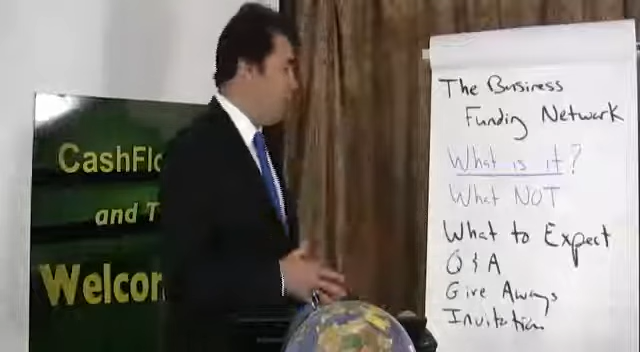 CashFlo
and T
Welcom
The Business
Funding Network
What is it?
What NOT
What to Expect
Q & A
Give Aways
Invitation